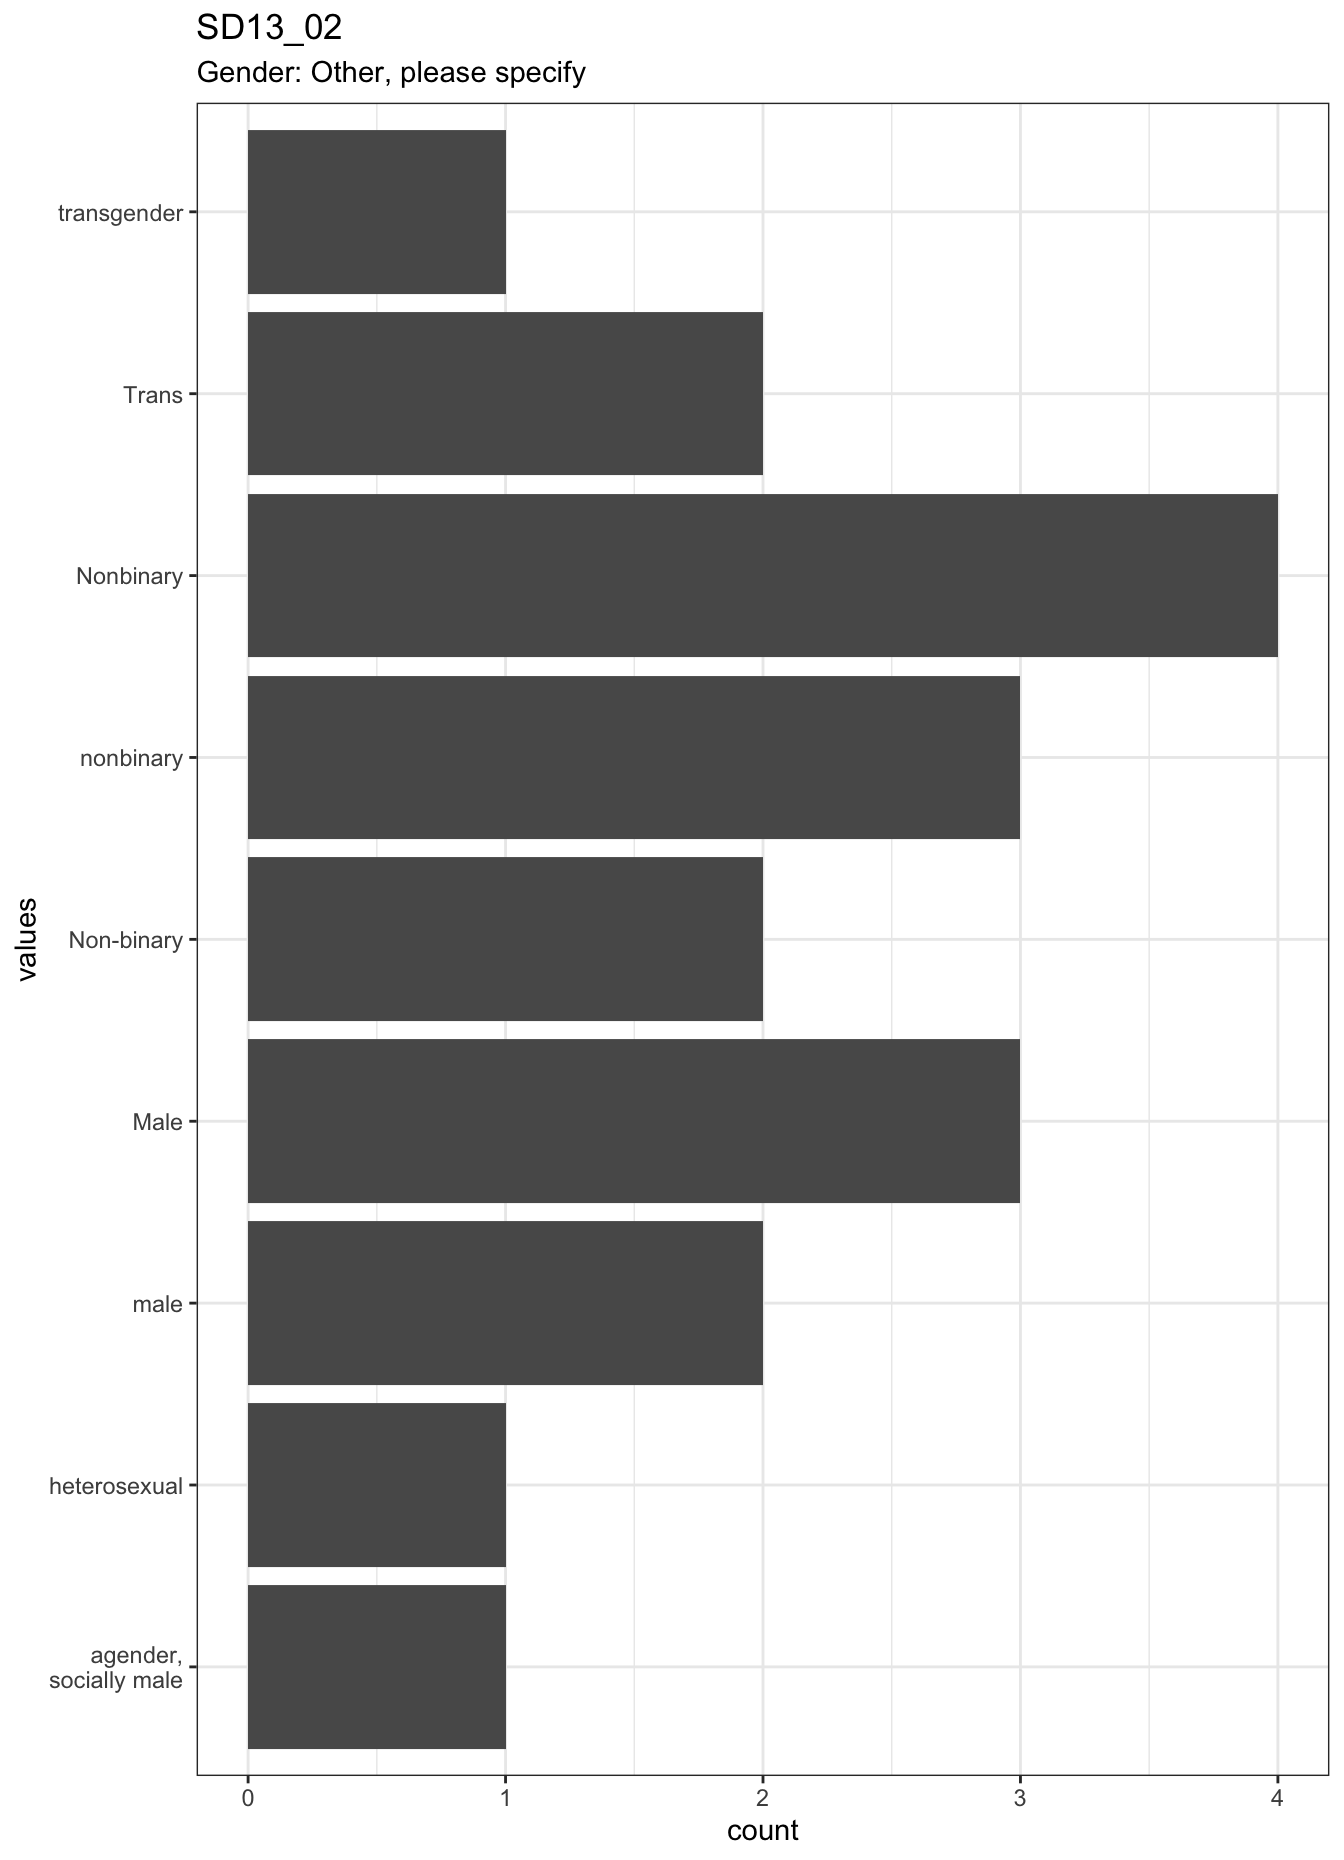 SD13_02
Gender: Other, please specify
transgender
Trans
Nonbinary
nonbinary
Non-binary
Male
male
heterosexual
agender,
socially male
values
0 1 2 3 4
count